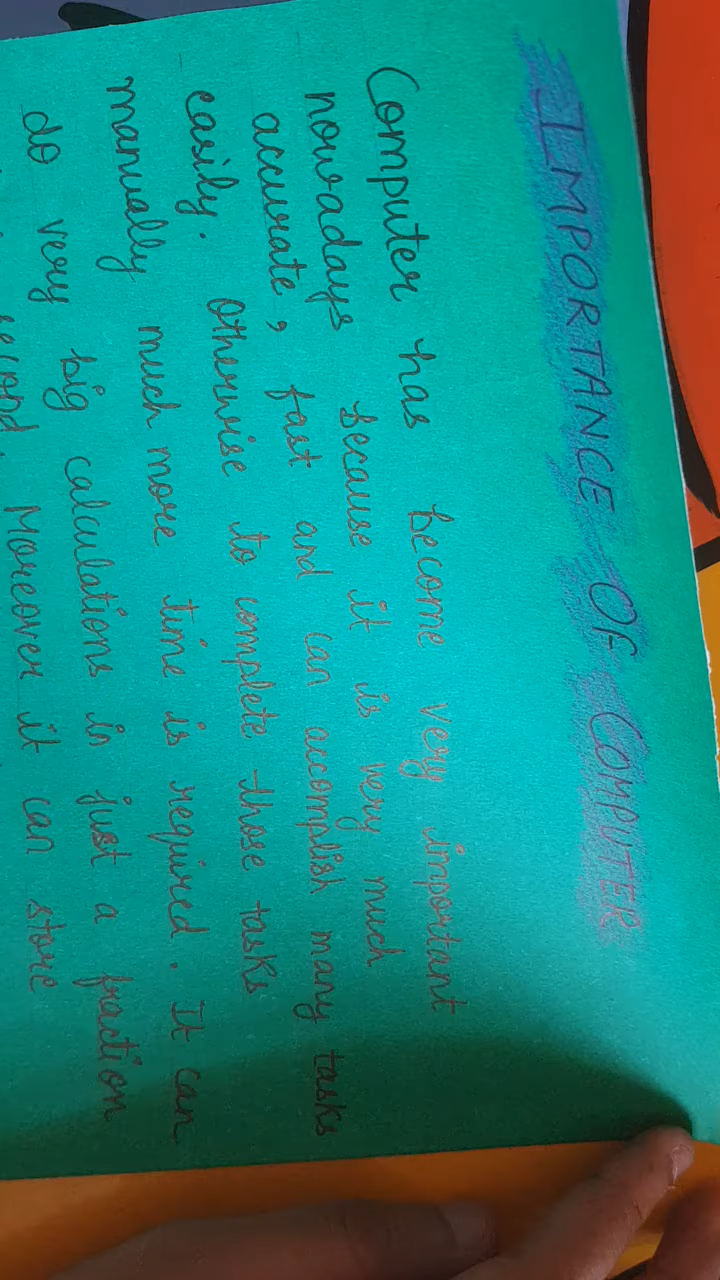 IMPORTANCE OF COMPUTER
Computer has become very important
nowadays because it is very much
accurate, fast and can accomplish many tasks
easily. Otherwise to complete those tasks
manually much more time is required. It can
do very big calculations in just a fraction
second. Moreover it can store